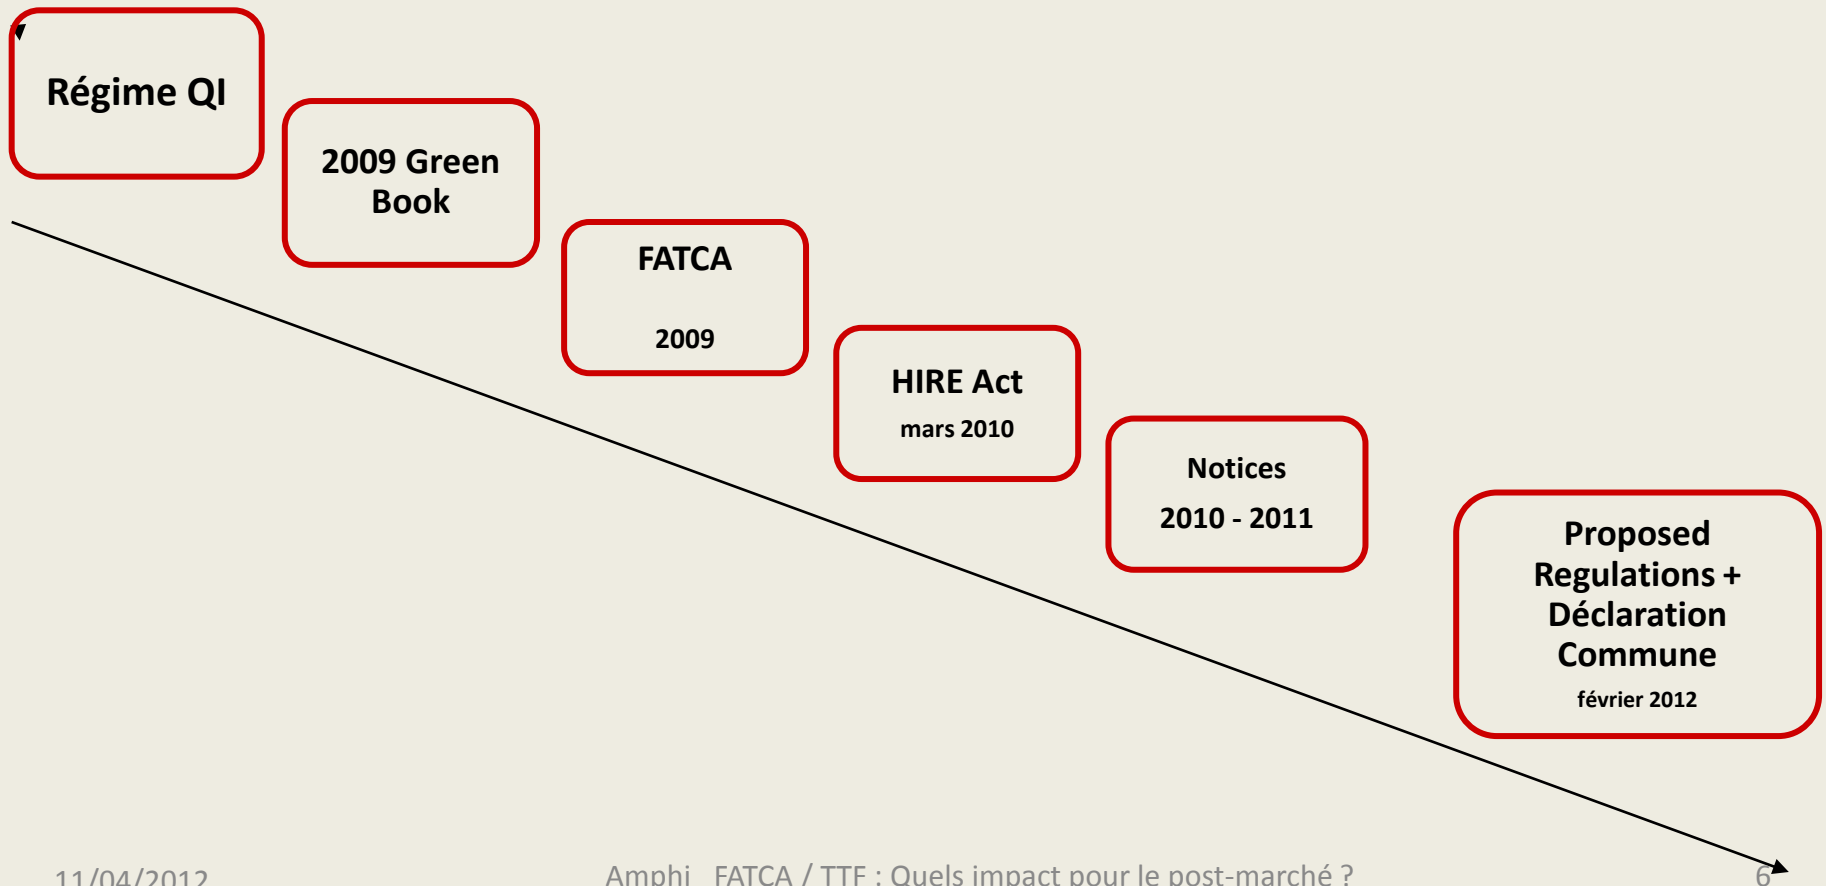 Régime QI
2009 Green
Book
FATCA
2009
HIRE Act
mars 2010
Notices
2010 - 2011
Proposed
Regulations +
Déclaration
Commune
février 2012
11/04/2012
Amphi FATCA / TTF : Quels impact pour le post-marché ?
6